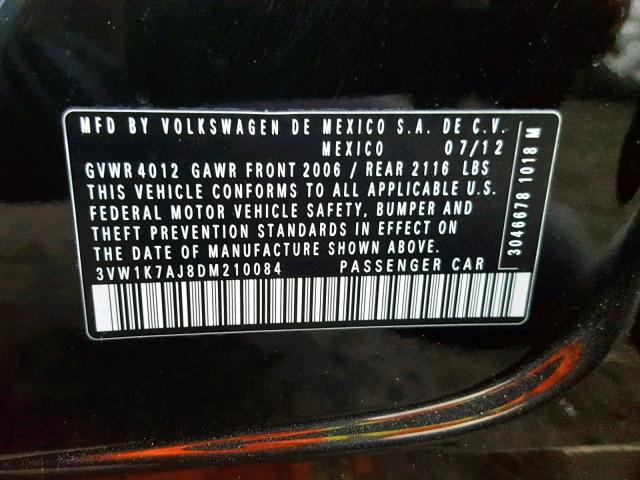 MFD BY VOLKSWAGEN DE MEXICO S.A. DE C.V.
MEXICO 07/12
GVWR 4012 GAWR FRONT 2006 / REAR 2116 LBS
THIS VEHICLE CONFORMS TO ALL APPLICABLE U.S.
FEDERAL MOTOR VEHICLE SAFETY, BUMPER AND
THEFT PREVENTION STANDARDS IN EFFECT ON
THE DATE OF MANUFACTURE SHOWN ABOVE.
3VW1K7AJ8DM210084 PASSENGER CAR
3046678 1018 M